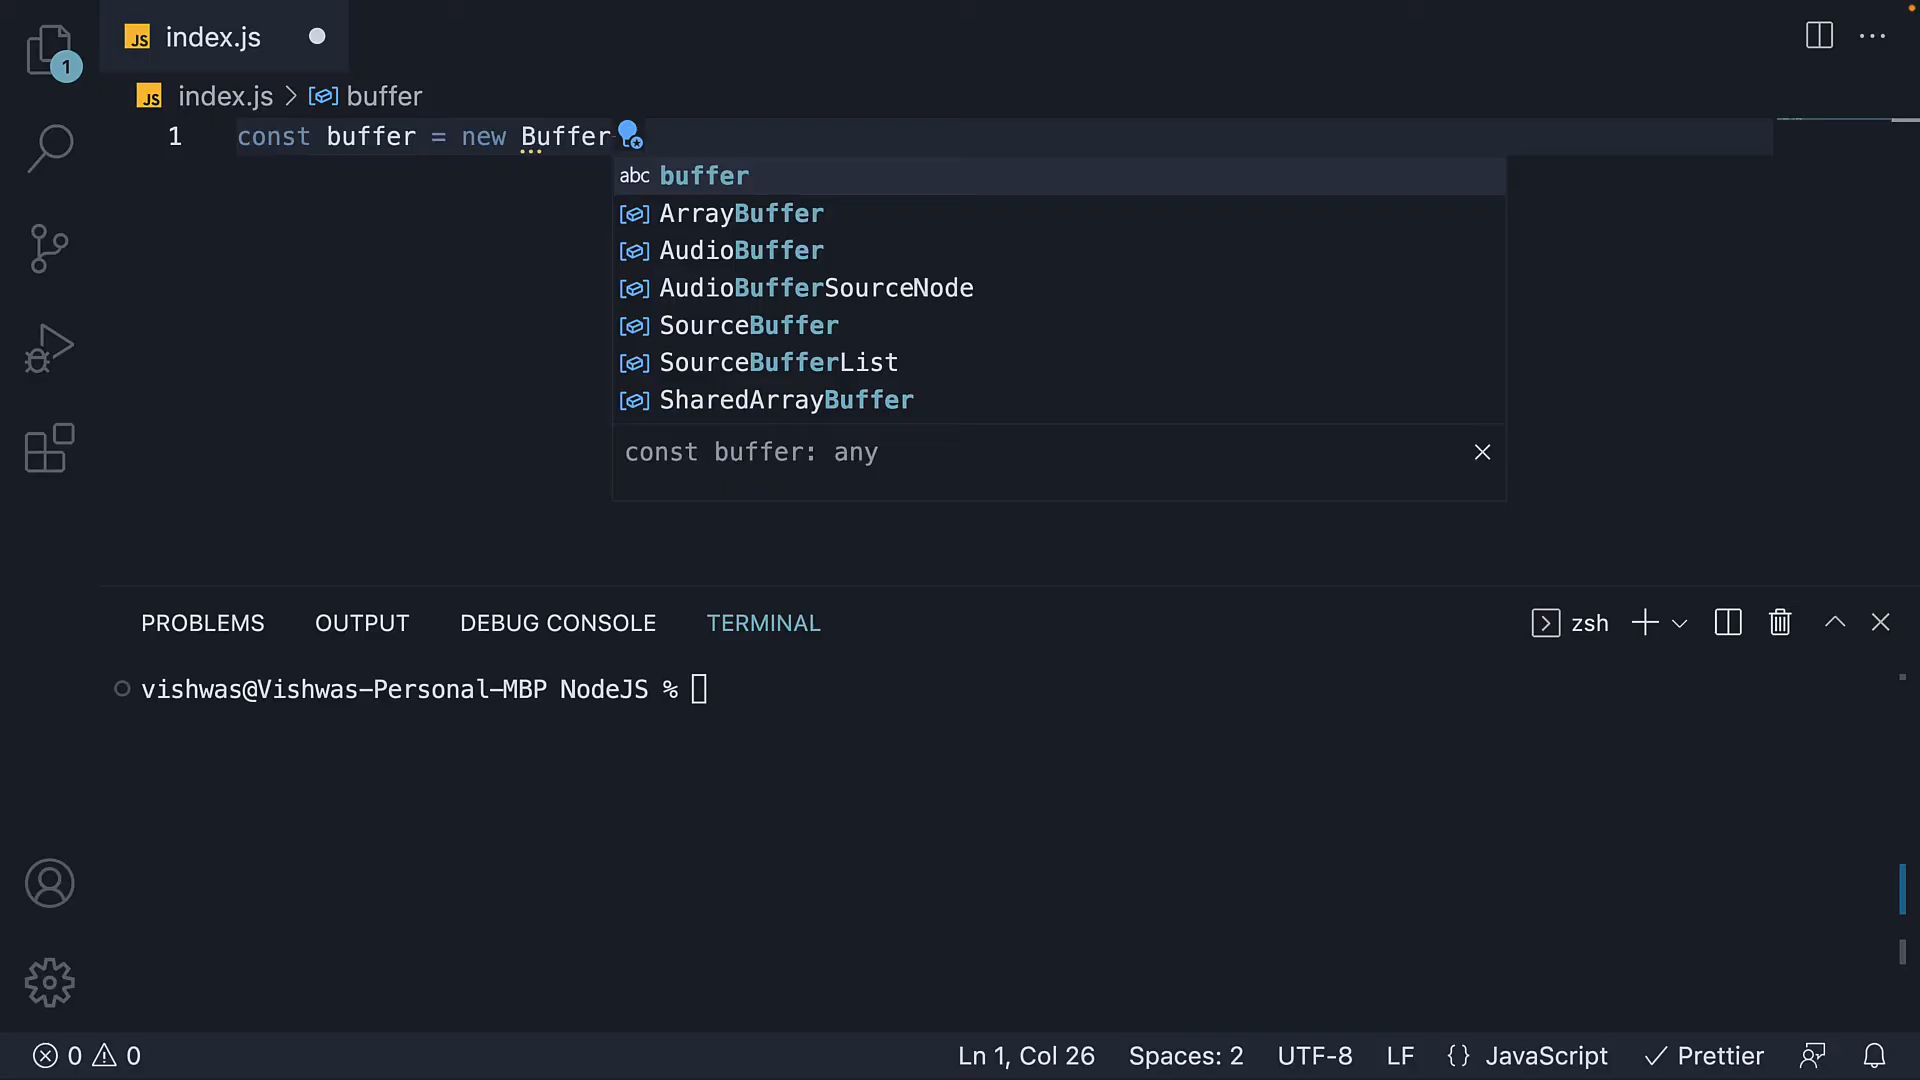 JS index.js
1
JS index.js > buffer
1 const buffer = new Buffer
abc buffer
ArrayBuffer
AudioBuffer
AudioBufferSourceNode
SourceBuffer
SourceBufferList
SharedArrayBuffer
const buffer: any
PROBLEMS OUTPUT DEBUG CONSOLE TERMINAL zsh
vishwas@Vishwas-Personal-MBP NodeJS %
0 0 Ln 1, Col 26 Spaces: 2 UTF-8 LF {} JavaScript Prettier